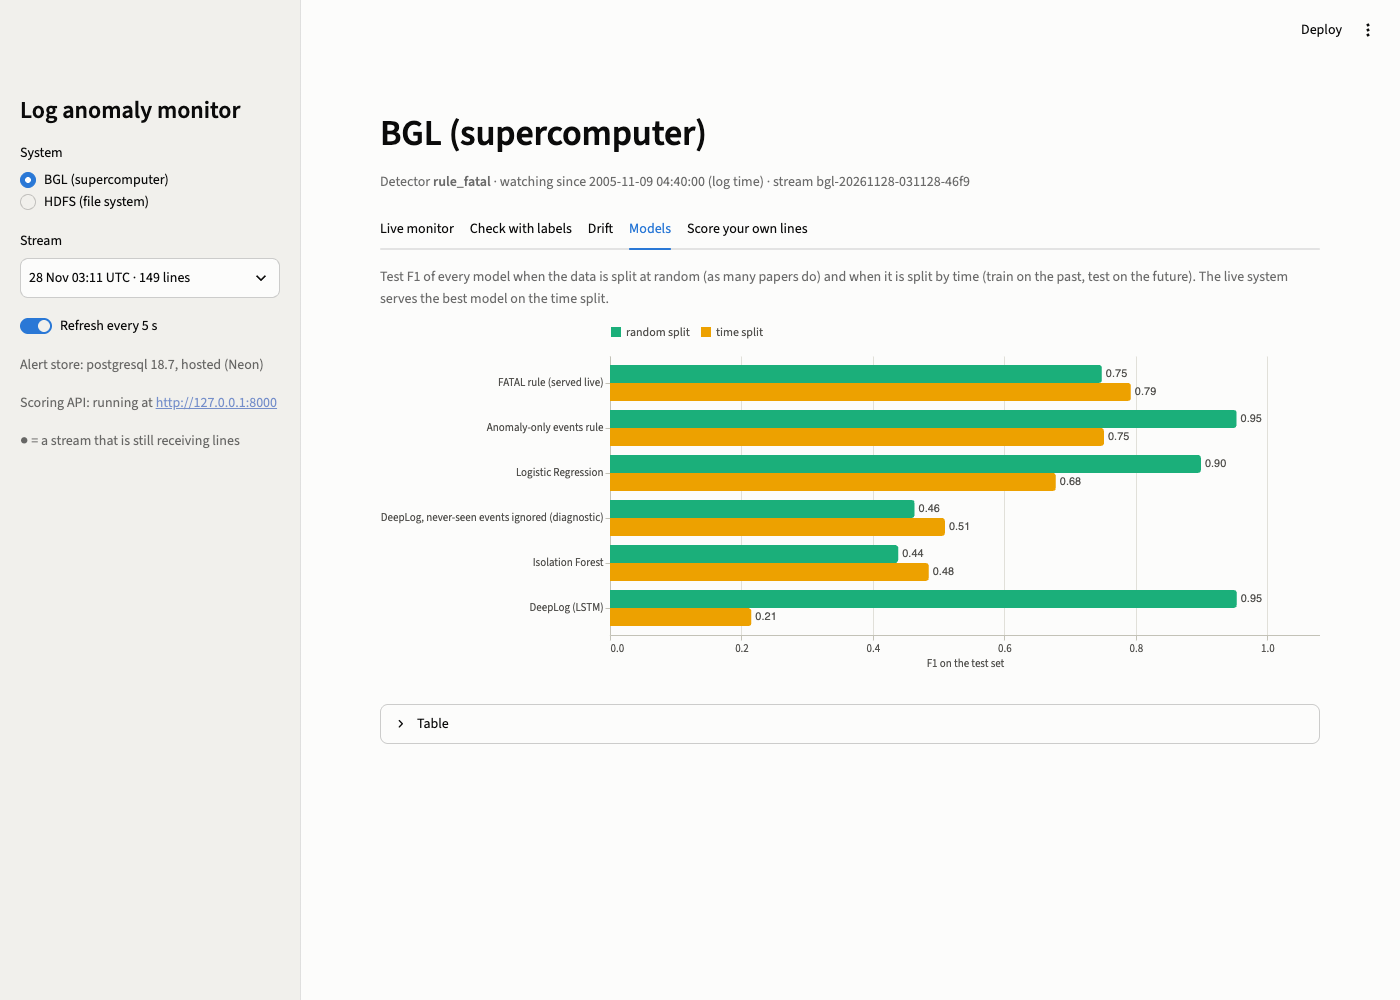 Deploy
Log anomaly monitor
System
BGL (supercomputer)
HDFS (file system)
Stream
28 Nov 03:11 UTC · 149 lines
Refresh every 5 s
Alert store: postgresql 18.7, hosted (Neon)
Scoring API: running at http://127.0.0.1:8000
● = a stream that is still receiving lines
BGL (supercomputer)
Detector rule_fatal · watching since 2005-11-09 04:40:00 (log time) · stream bgl-20261128-031128-46f9
Live monitor Check with labels Drift Models Score your own lines
Test F1 of every model when the data is split at random (as many papers do) and when it is split by time (train on the past, test on the future). The live system
serves the best model on the time split.
random split time split
FATAL rule (served live) 0.75
0.79
Anomaly-only events rule 0.95
0.75
Logistic Regression 0.90
0.68
DeepLog, never-seen events ignored (diagnostic) 0.46
0.51
Isolation Forest 0.44
0.48
DeepLog (LSTM) 0.95
0.21
0.0 0.2 0.4 0.6 0.8 1.0
F1 on the test set
Table